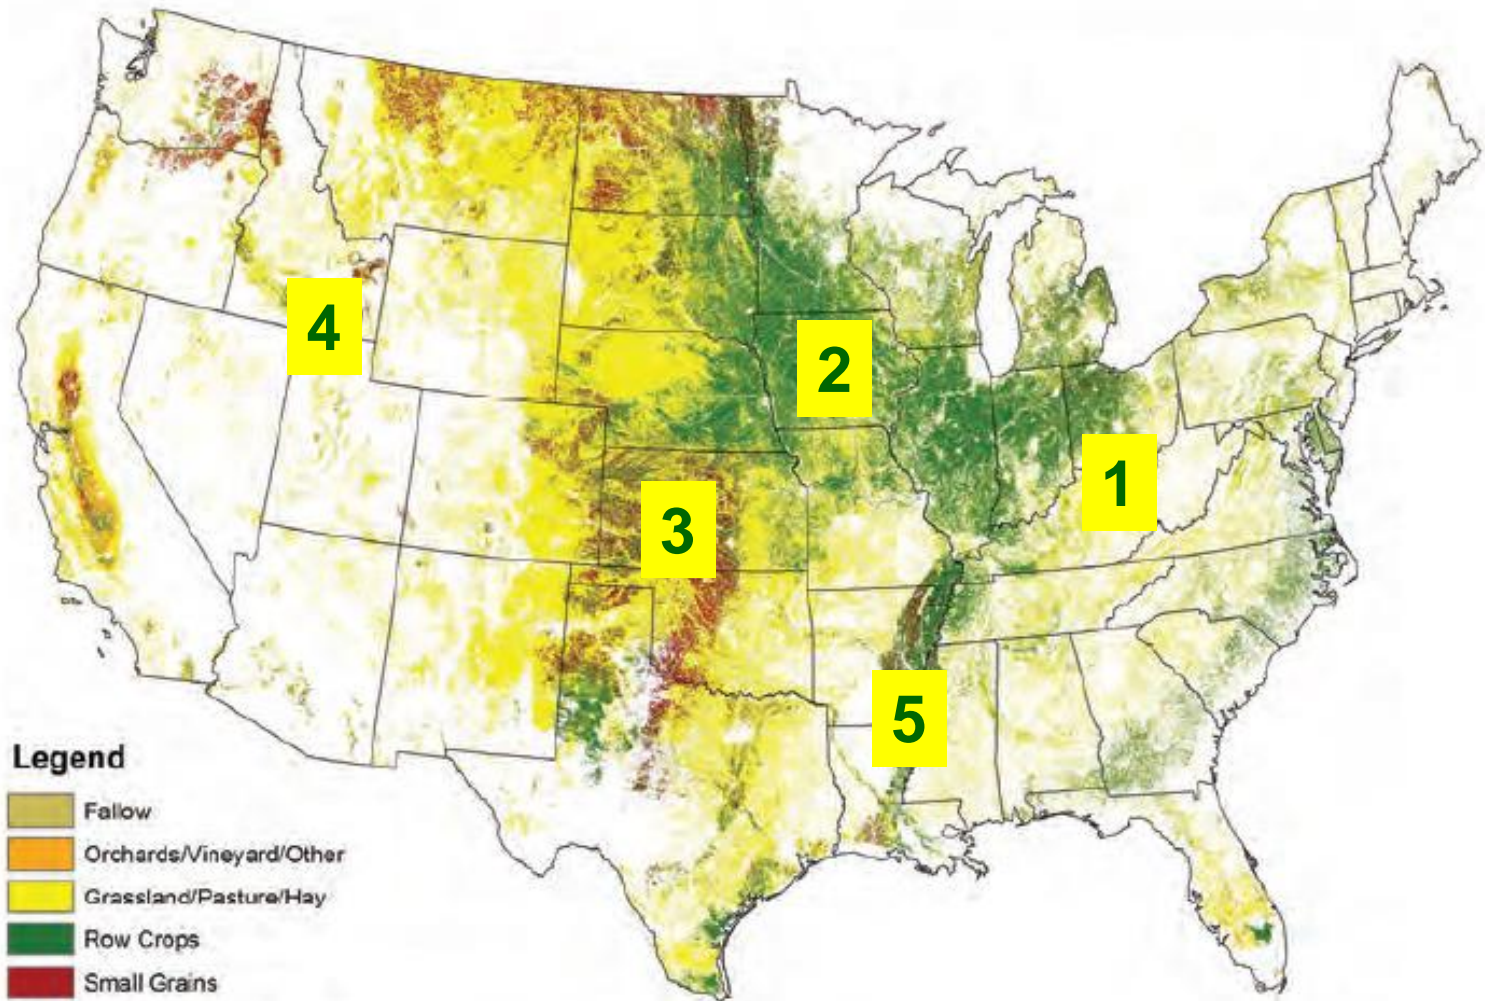 4
2
1
3
5
Legend
Fallow
Orchards/Vineyard/Other
Grassland/Pasture/Hay
Row Crops
Small Grains